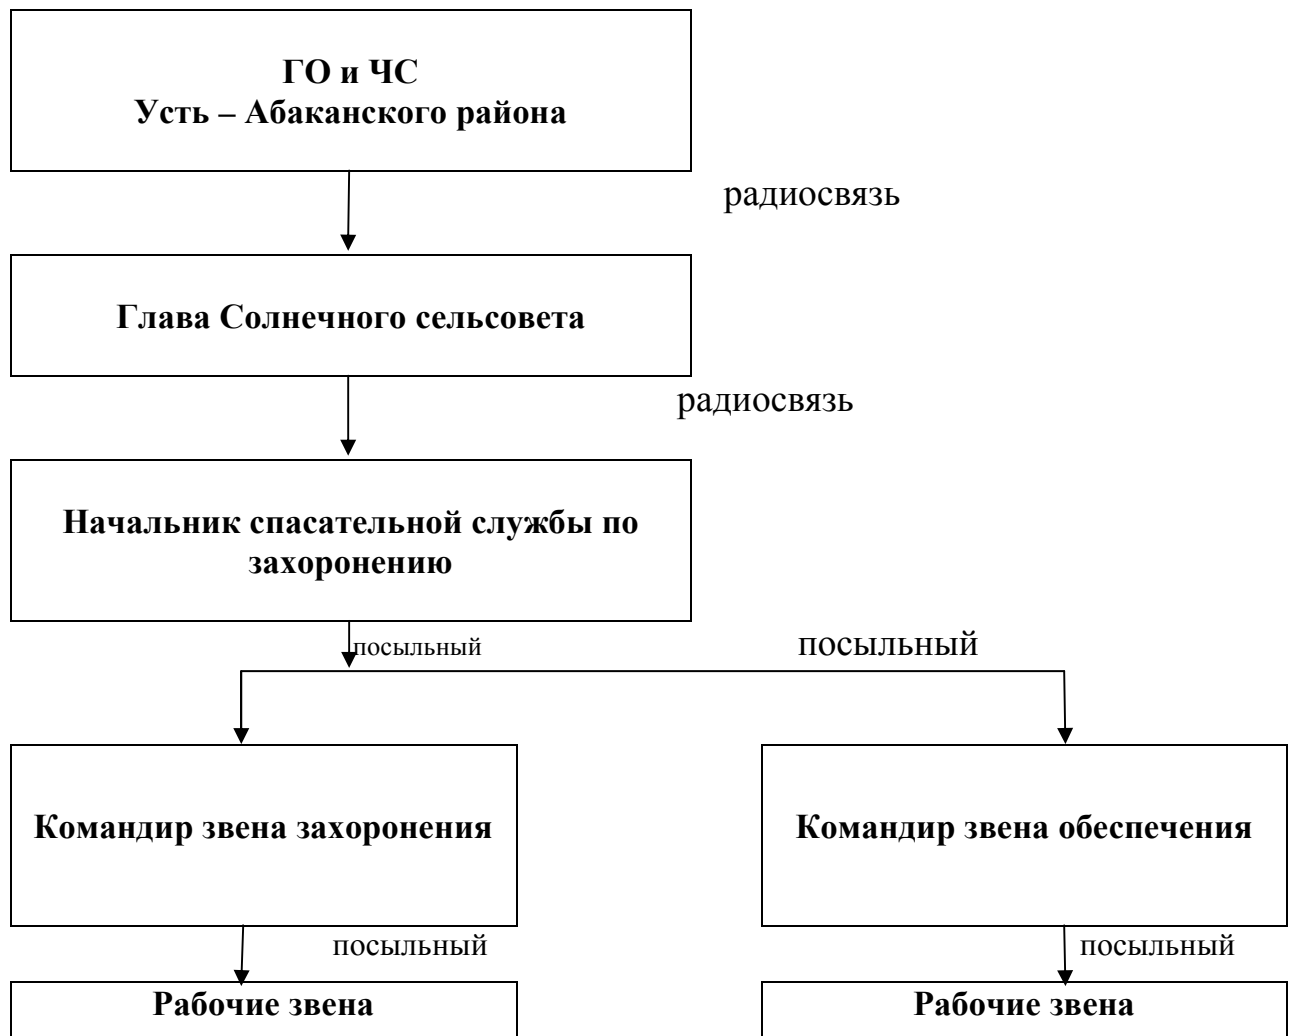 ГО и ЧС
Усть – Абаканского района
радиосвязь
Глава Солнечного сельсовета
радиосвязь
Начальник спасательной службы по
захоронению
посыльный
посыльный
Командир звена захоронения
Командир звена обеспечения
посыльный
посыльный
Рабочие звена
Рабочие звена